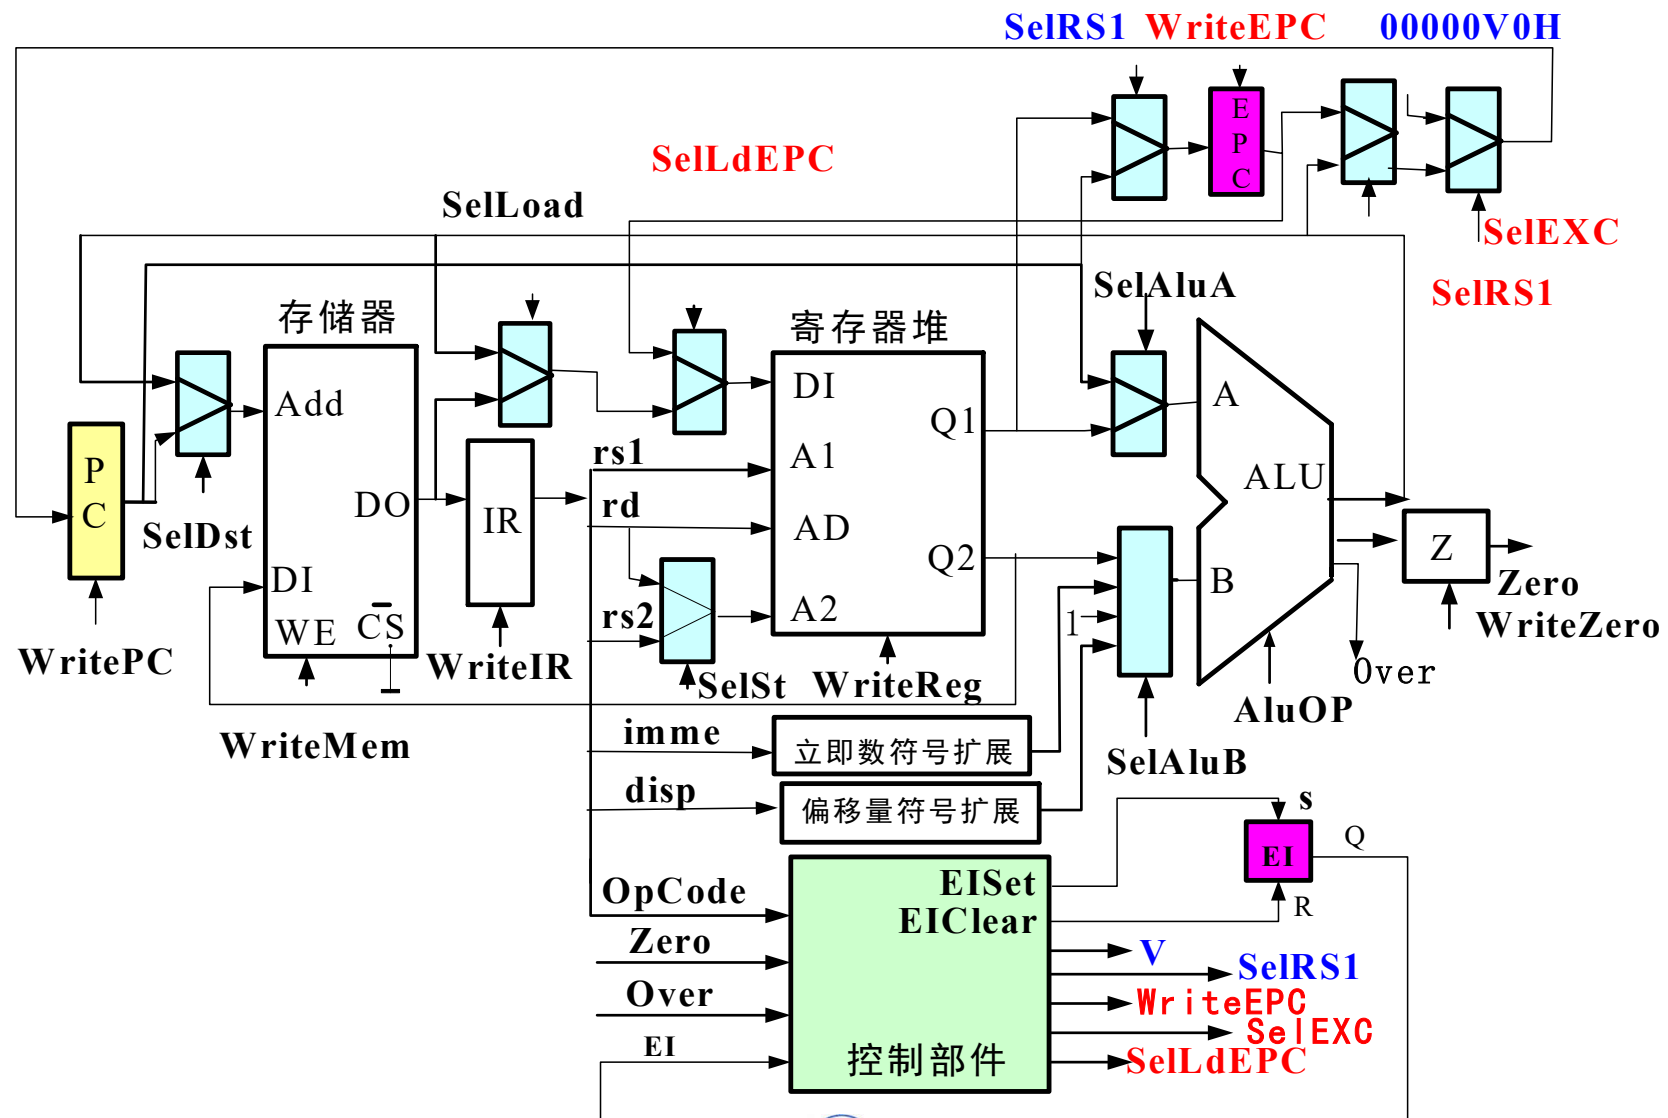 SelRS1 WriteEPC 00000V0H
E
P
C
SelLdEPC
SelLoad
SelEXC
SelRS1
SelAluA
存储器
寄存器堆
Add
DI
A
Q1
P
C
rs1
A1
ALU
DO
IR
rd
AD
SelDst
Q2
Z
DI
B
Zero
WE
CS
rs2
A2
1
WriteZero
WritePC
WriteIR
SelSt
WriteReg
Over
AluOP
WriteMem
imme
立即数符号扩展
SelAluB
disp
偏移量符号扩展
s
EI
Q
R
OpCode
EISet
EIClear
Zero
V
SelRS1
Over
WriteEPC
SelEXC
EI
控制部件
SelLdEPC